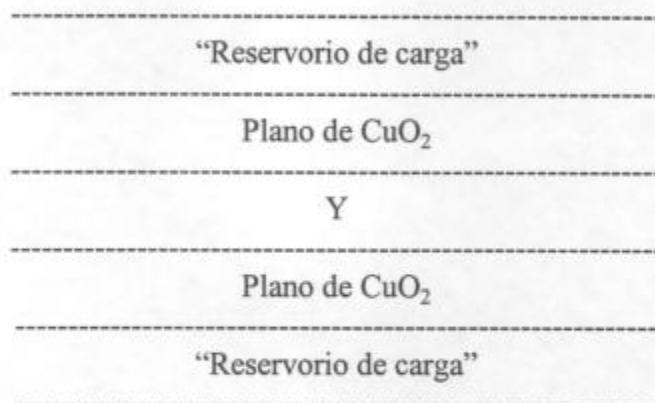 “Reservorio de carga”
Plano de CuO₂
Y
Plano de CuO₂
“Reservorio de carga”